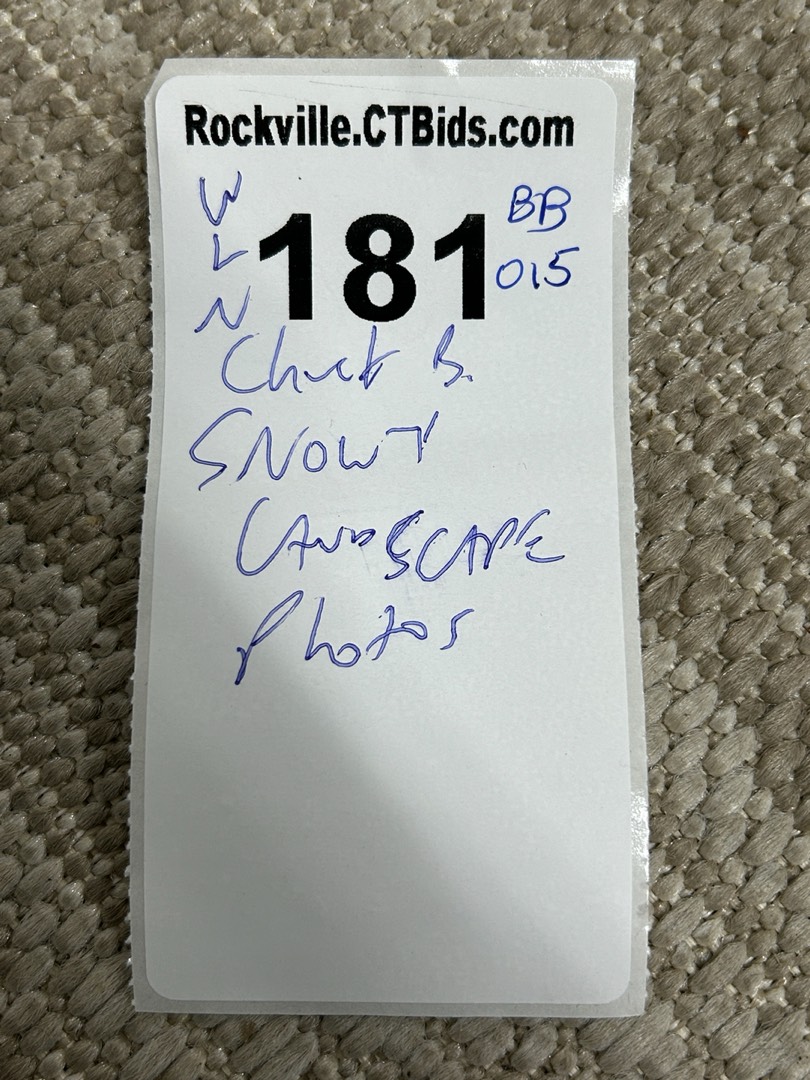 Rockville.CTBids.com
W
L
N
181
BB
015
Chuck B.
SNOWY
LANDSCAPE
Photos